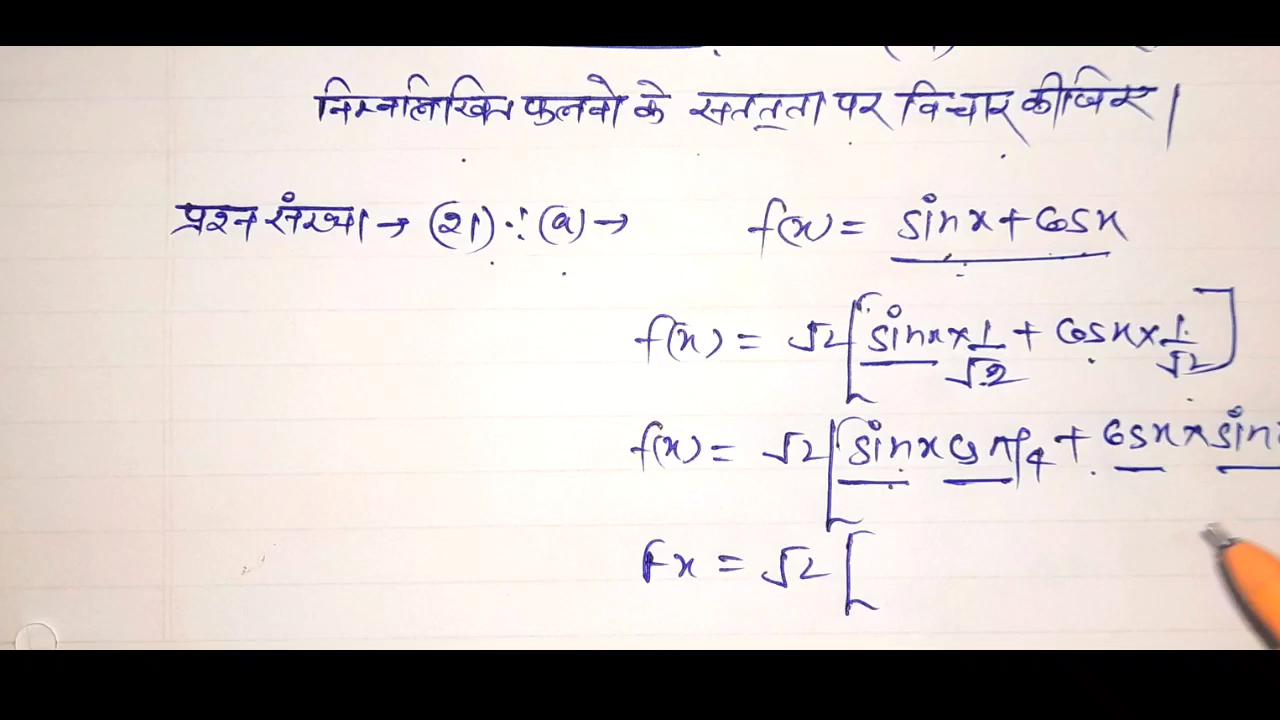 निम्नलिखित फलनो के सततता पर विचार कीजिए।
प्रश्न संख्या → (21) ∵ (a) → f(x) = sinx + cosx
f(x) = √2 [ sinx × 1/√2 + cosx × 1/√2 ]
f(x) = √2 [ sinx cos π/4 + cosx × sin
fx = √2 [